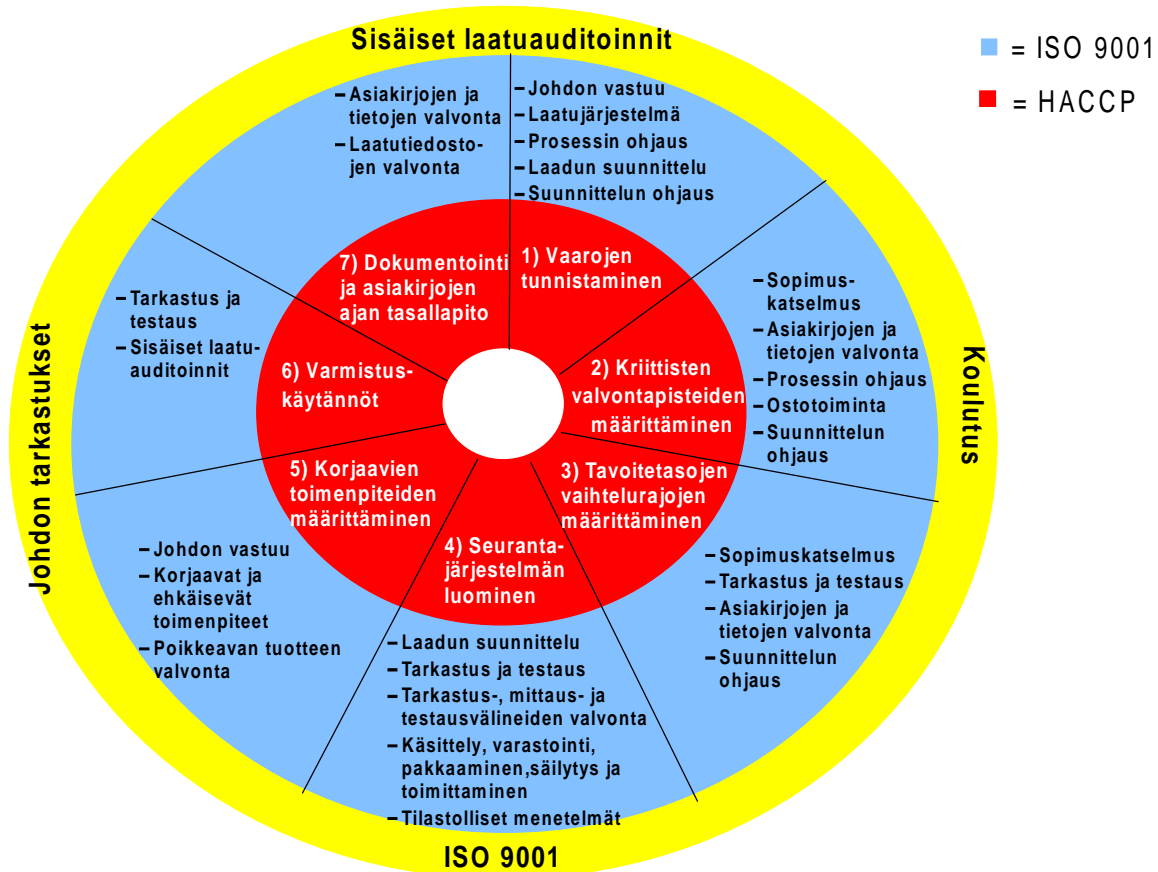 Sisäiset laatuauditoinnit
= ISO 9001
= HACCP
– Asiakirjojen ja
tietojen valvonta
– Laatutiedosto-
jen valvonta
– Johdon vastuu
– Laatujärjestelmä
– Prosessin ohjaus
– Laadun suunnittelu
– Suunnittelun ohjaus
7) Dokumentointi
ja asiakirjojen
ajan tasallapito
1) Vaarojen
tunnistaminen
– Sopimus-
katselmus
– Asiakirjojen ja
tietojen valvonta
– Prosessin ohjaus
– Ostotoiminta
– Suunnittelun
ohjaus
– Tarkastus ja
testaus
– Sisäiset laatu-
auditoinnit
6) Varmistus-
käytännöt
2) Kriittisten
valvontapisteiden
määrittäminen
Johdon tarkastukset
Koulutus
5) Korjaavien
toimenpiteiden
määrittäminen
3) Tavoitetasojen
vaihtelurajojen
määrittäminen
4) Seuranta-
järjestelmän
luominen
– Johdon vastuu
– Korjaavat ja
ehkäisevät
toimenpiteet
– Poikkeavan tuotteen
valvonta
– Sopimuskatselmus
– Tarkastus ja testaus
– Asiakirjojen ja
tietojen valvonta
– Suunnittelun
ohjaus
– Laadun suunnittelu
– Tarkastus ja testaus
– Tarkastus-, mittaus- ja
testausvälineiden valvonta
– Käsittely, varastointi,
pakkaaminen,säilytys ja
toimittaminen
– Tilastolliset menetelmät
ISO 9001